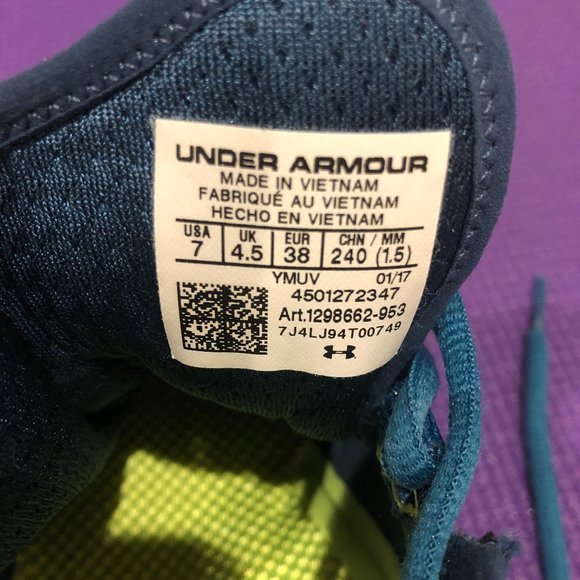 UNDER ARMOUR
MADE IN VIETNAM
FABRIQUÉ AU VIETNAM
HECHO EN VIETNAM
USA UK EUR CHN / MM
7 4.5 38 240 (1.5)
YMUV 01/17
4501272347
Art.1298662-953
7J4LJ94T00749